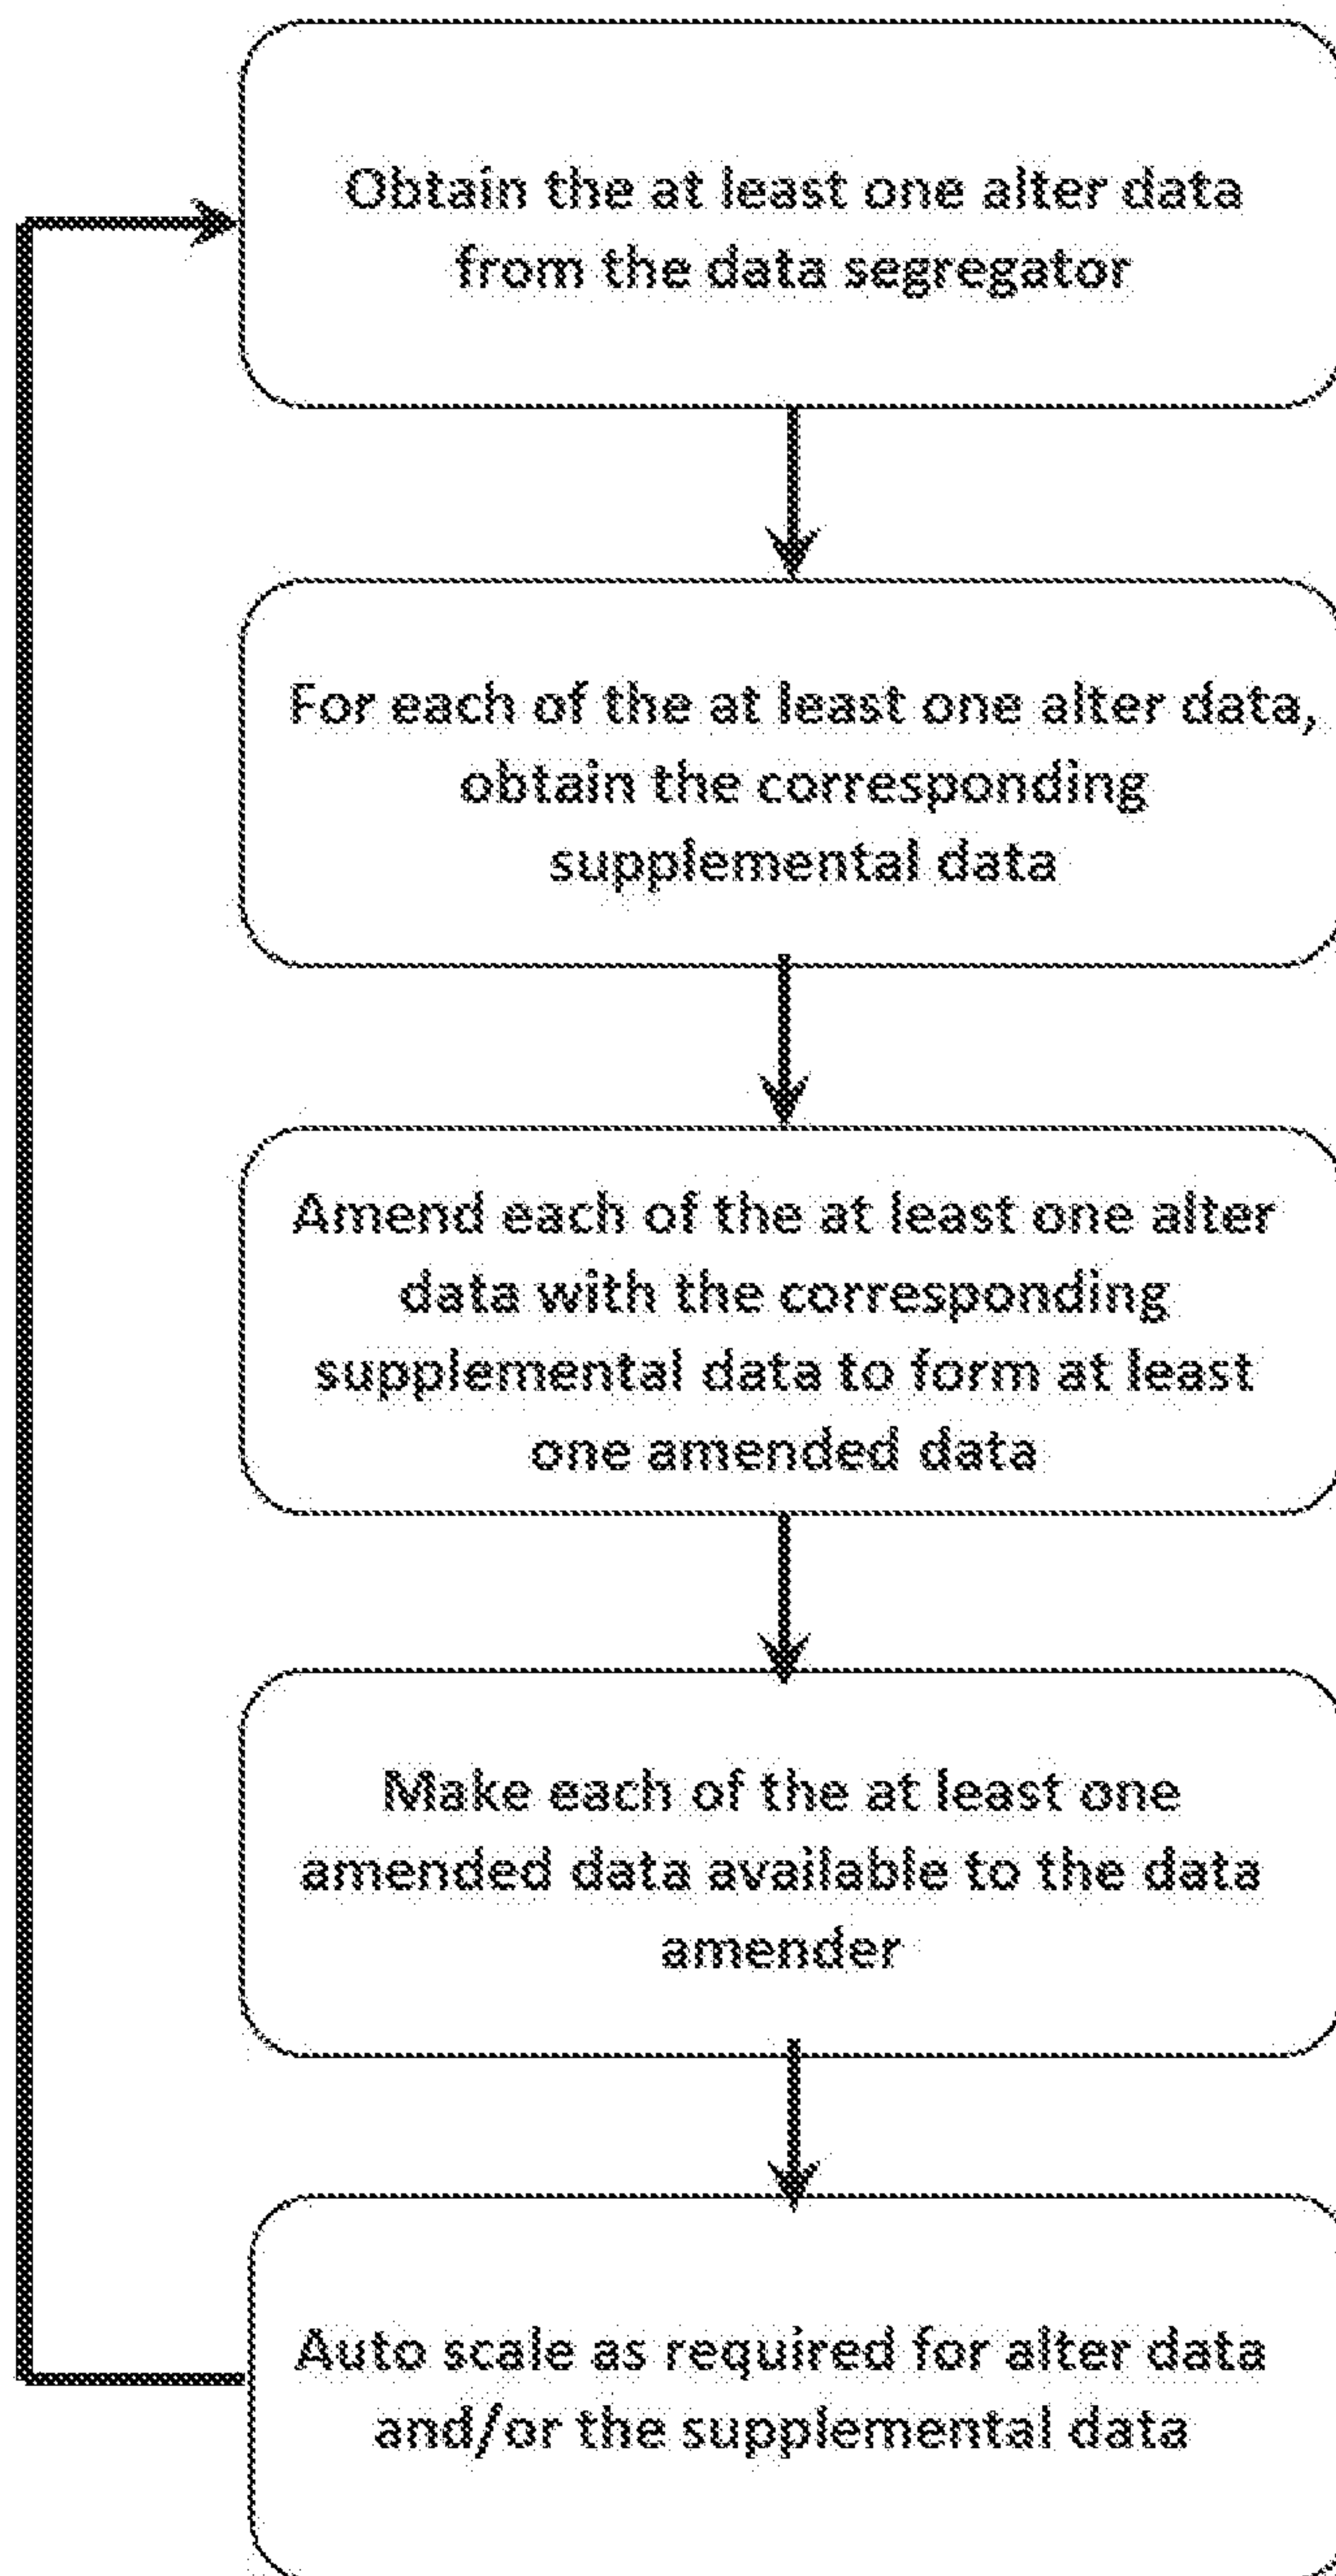 Obtain the at least one alter data
from the data segregator
For each of the at least one alter data,
obtain the corresponding
supplemental data
Amend each of the at least one alter
data with the corresponding
supplemental data to form at least
one amended data
Make each of the at least one
amended data available to the data
amender
Auto scale as required for alter data
and/or the supplemental data